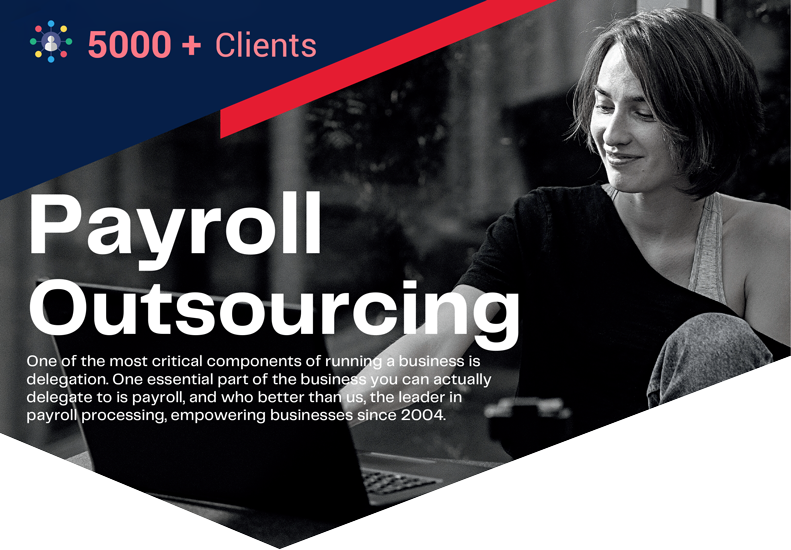 5000 + Clients
Payroll
Outsourcing
One of the most critical components of running a business is
delegation. One essential part of the business you can actually
delegate to is payroll, and who better than us, the leader in
payroll processing, empowering businesses since 2004.